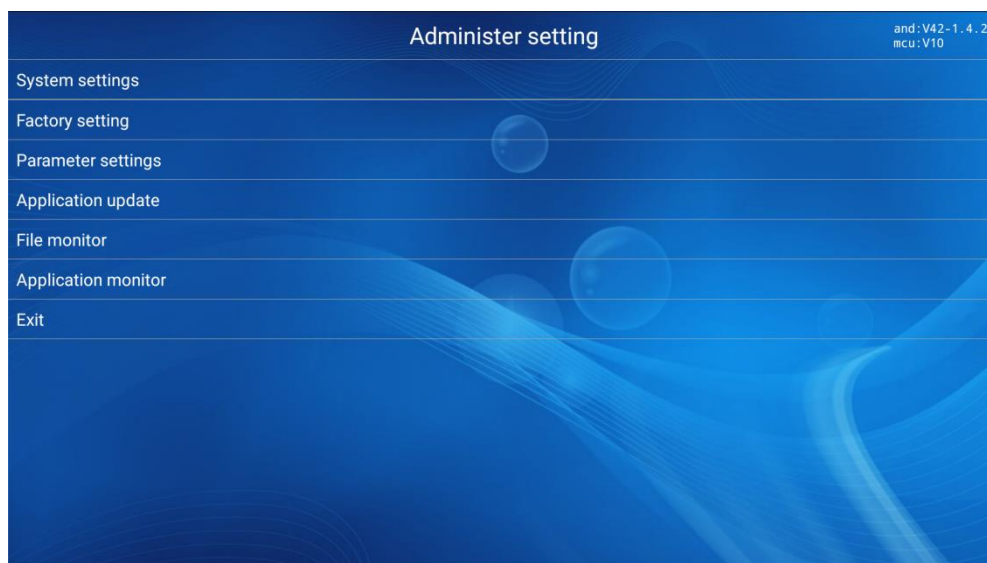 Administer setting
and:V42-1.4.2
mcu:V10
System settings
Factory setting
Parameter settings
Application update
File monitor
Application monitor
Exit